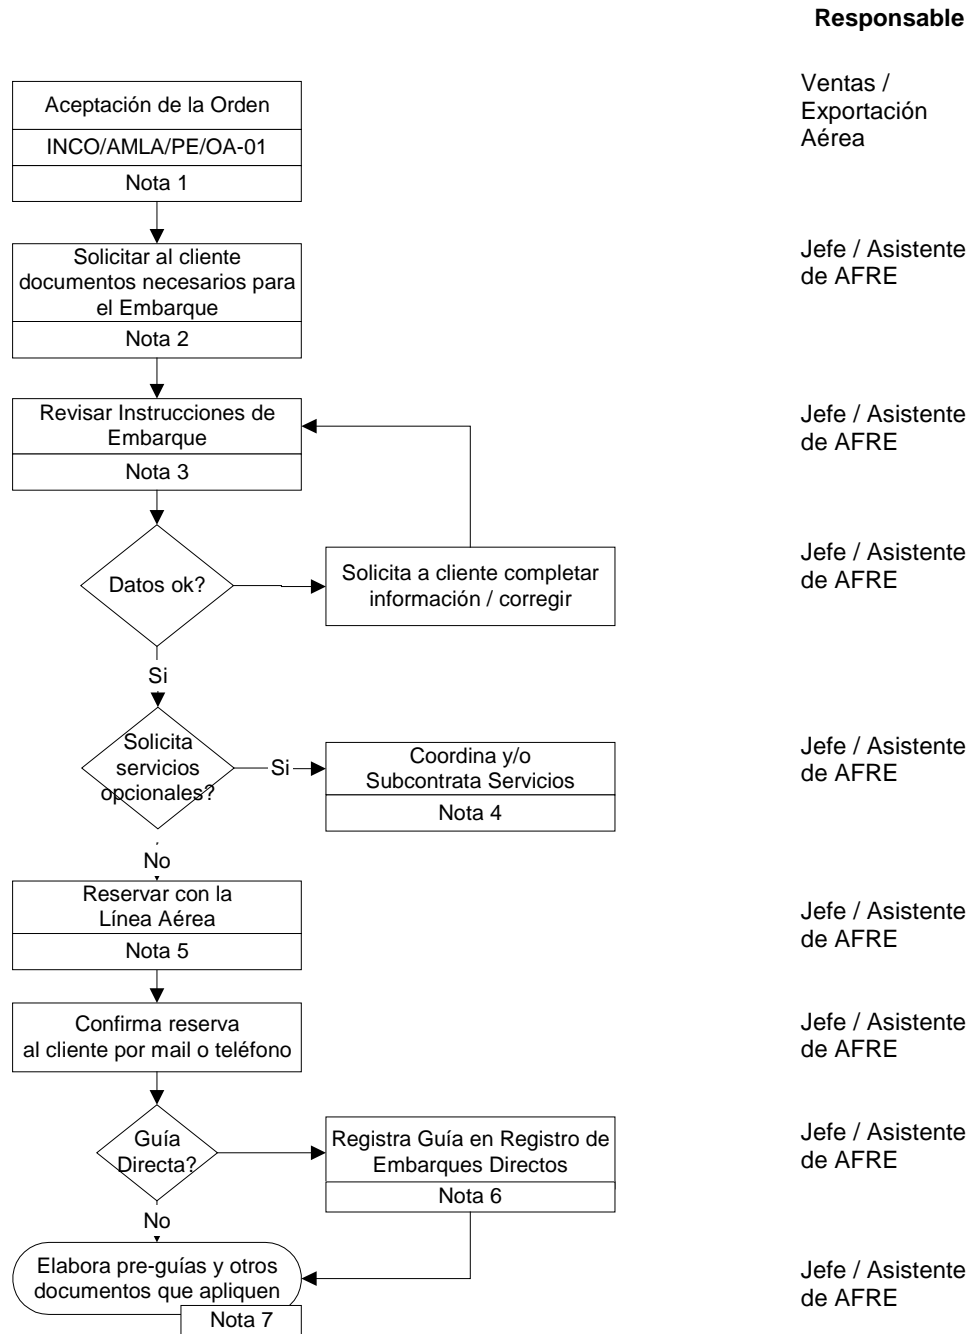 Responsable
Aceptación de la Orden
INCO/AMLA/PE/OA-01
Nota 1
Ventas /
Exportación
Aérea
Solicitar al cliente
documentos necesarios para
el Embarque
Nota 2
Jefe / Asistente
de AFRE
Revisar Instrucciones de
Embarque
Nota 3
Jefe / Asistente
de AFRE
Datos ok?
Solicita a cliente completar
información / corregir
Jefe / Asistente
de AFRE
Si
Solicita
servicios
opcionales?
Si
Coordina y/o
Subcontrata Servicios
Nota 4
Jefe / Asistente
de AFRE
No
Reservar con la
Línea Aérea
Nota 5
Jefe / Asistente
de AFRE
Confirma reserva
al cliente por mail o teléfono
Jefe / Asistente
de AFRE
Guía
Directa?
Registra Guía en Registro de
Embarques Directos
Nota 6
Jefe / Asistente
de AFRE
No
Elabora pre-guías y otros
documentos que apliquen
Nota 7
Jefe / Asistente
de AFRE